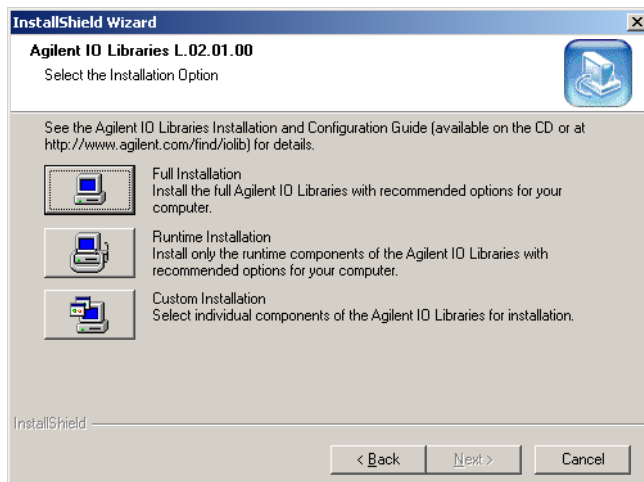 InstallShield Wizard
Agilent IO Libraries L.02.01.00
Select the Installation Option
See the Agilent IO Libraries Installation and Configuration Guide (available on the CD or at
http://www.agilent.com/find/iolib) for details.
Full Installation
Install the full Agilent IO Libraries with recommended options for your
computer.
Runtime Installation
Install only the runtime components of the Agilent IO Libraries with
recommended options for your computer.
Custom Installation
Select individual components of the Agilent IO Libraries for installation.
InstallShield
< Back
Next >
Cancel